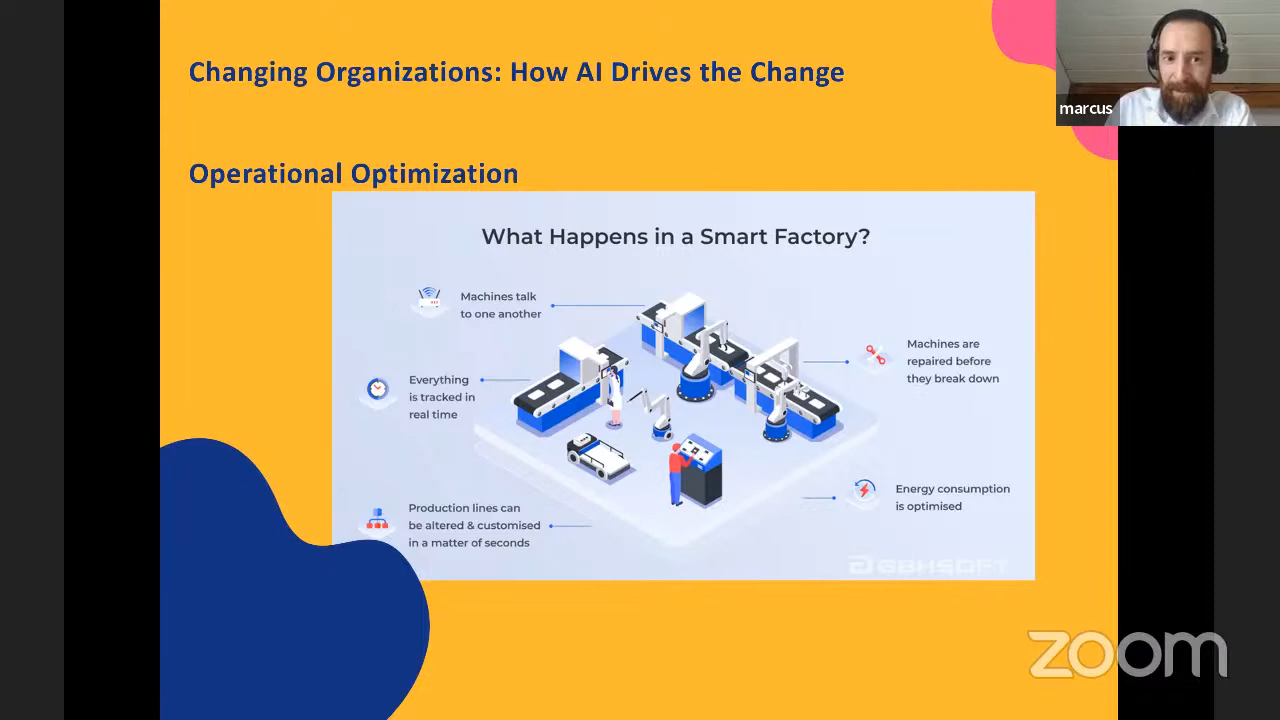 Changing Organizations: How AI Drives the Change
marcus
Operational Optimization
What Happens in a Smart Factory?
Machines talk
to one another
Machines are
repaired before
they break down
Everything
is tracked in
real time
Energy consumption
is optimised
Production lines can
be altered & customised
in a matter of seconds
GBHSOFT
zoom